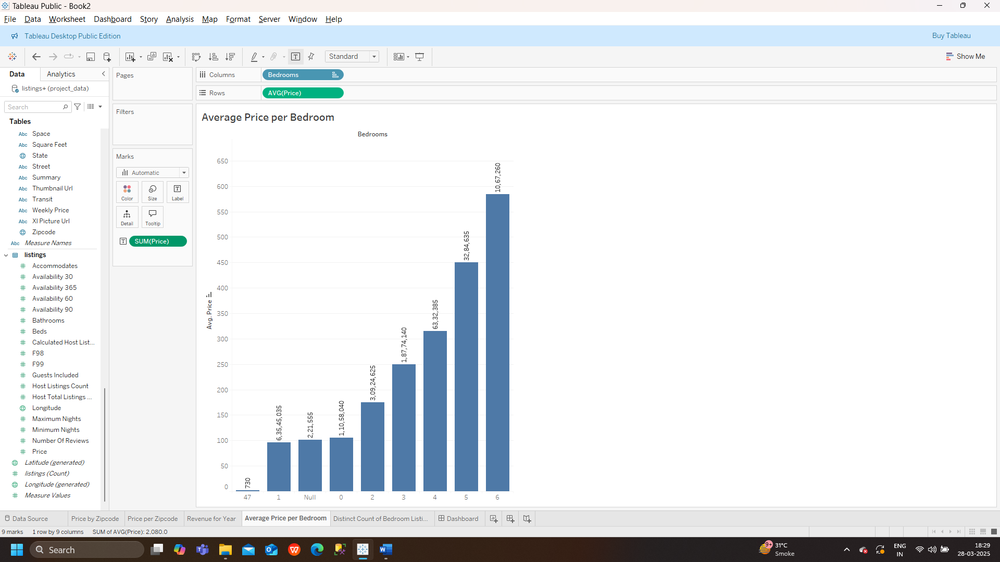 Tableau Public - Book2
File Data Worksheet Dashboard Story Analysis Map Format Server Window Help
Tableau Desktop Public Edition
Buy Tableau
Standard
Show Me
Data
Analytics
listings+ (project_data)
Search
Tables
Abc Space
Abc Square Feet
State
Abc Street
Abc Summary
Abc Thumbnail Url
Abc Transit
Abc Weekly Price
Abc Xl Picture Url
Zipcode
Abc Measure Names
listings
Accommodates
Availability 30
Availability 365
Availability 60
Availability 90
Bathrooms
Beds
Calculated Host List...
F98
F99
Guests Included
Host Listings Count
Host Total Listings ...
Longitude
Maximum Nights
Minimum Nights
Number Of Reviews
Price
Latitude (generated)
listings (Count)
Longitude (generated)
Measure Values
Pages
Filters
Marks
Automatic
Color Size Label
Detail Tooltip
SUM(Price)
Columns Bedrooms
Rows AVG(Price)
Average Price per Bedroom
Bedrooms
Avg. Price
650
600
550
500
450
400
350
300
250
200
150
100
50
0
730
6,35,45,035
2,21,555
1,10,58,040
3,09,24,625
1,87,74,140
63,32,385
32,84,635
10,67,260
47 1 Null 0 2 3 4 5 6
Data Source Price by Zipcode Price per Zipcode Revenue for Year Average Price per Bedroom Distinct Count of Bedroom Listi... Dashboard
9 marks 1 row by 9 columns SUM of AVG(Price): 2,080.0
Search
9+
31°C
Smoke
ENG
IN
18:29
28-03-2025